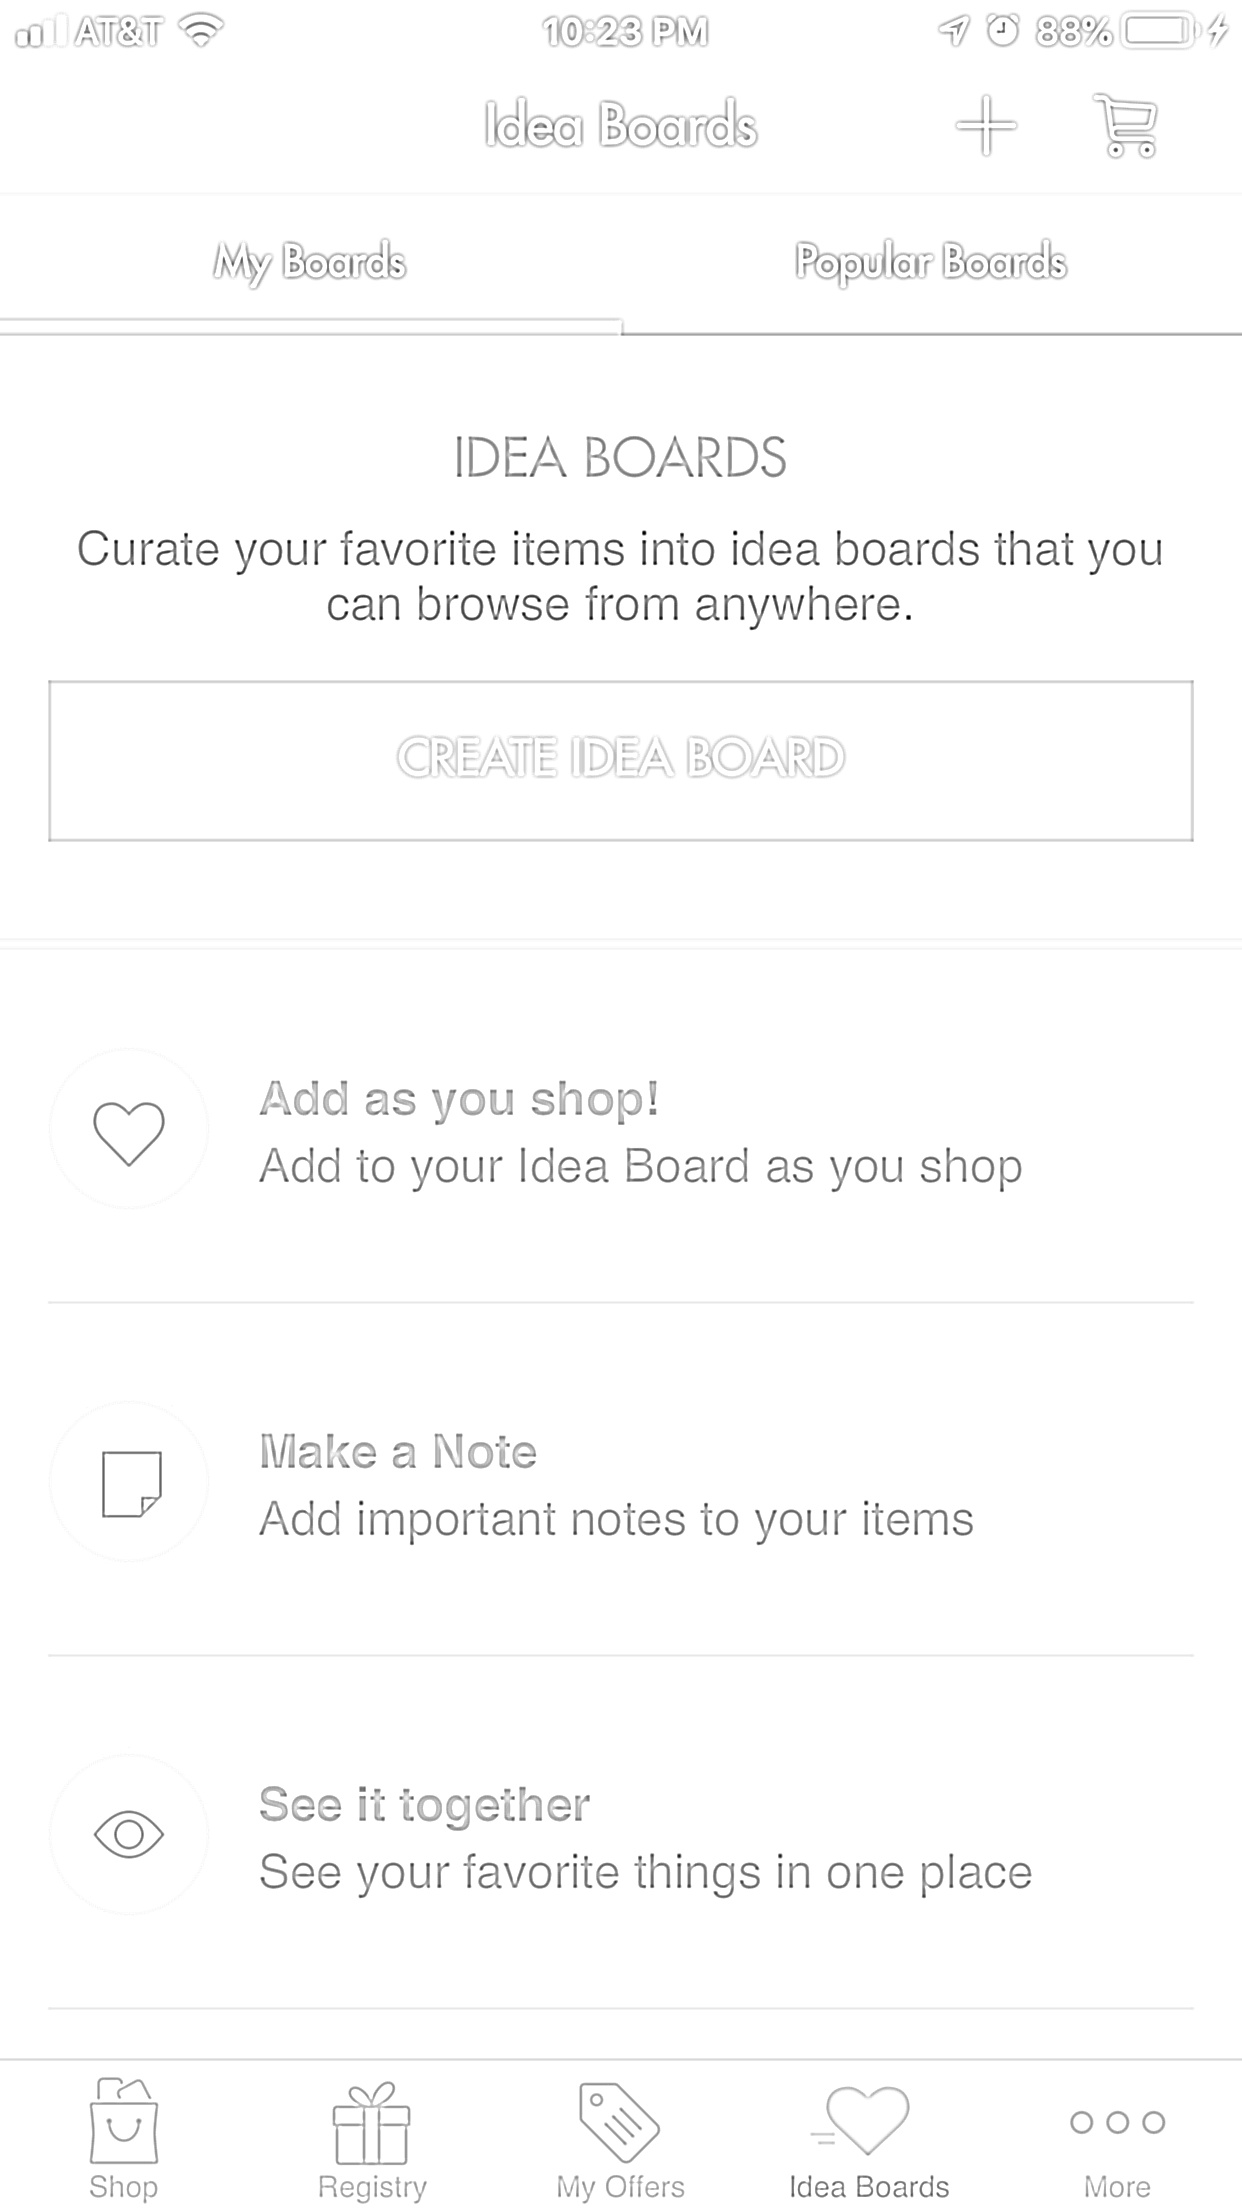 AT&T 10:23 PM 88%
Idea Boards
My Boards Popular Boards
IDEA BOARDS
Curate your favorite items into idea boards that you
can browse from anywhere.
CREATE IDEA BOARD
Add as you shop!
Add to your Idea Board as you shop
Make a Note
Add important notes to your items
See it together
See your favorite things in one place
Shop Registry My Offers Idea Boards More